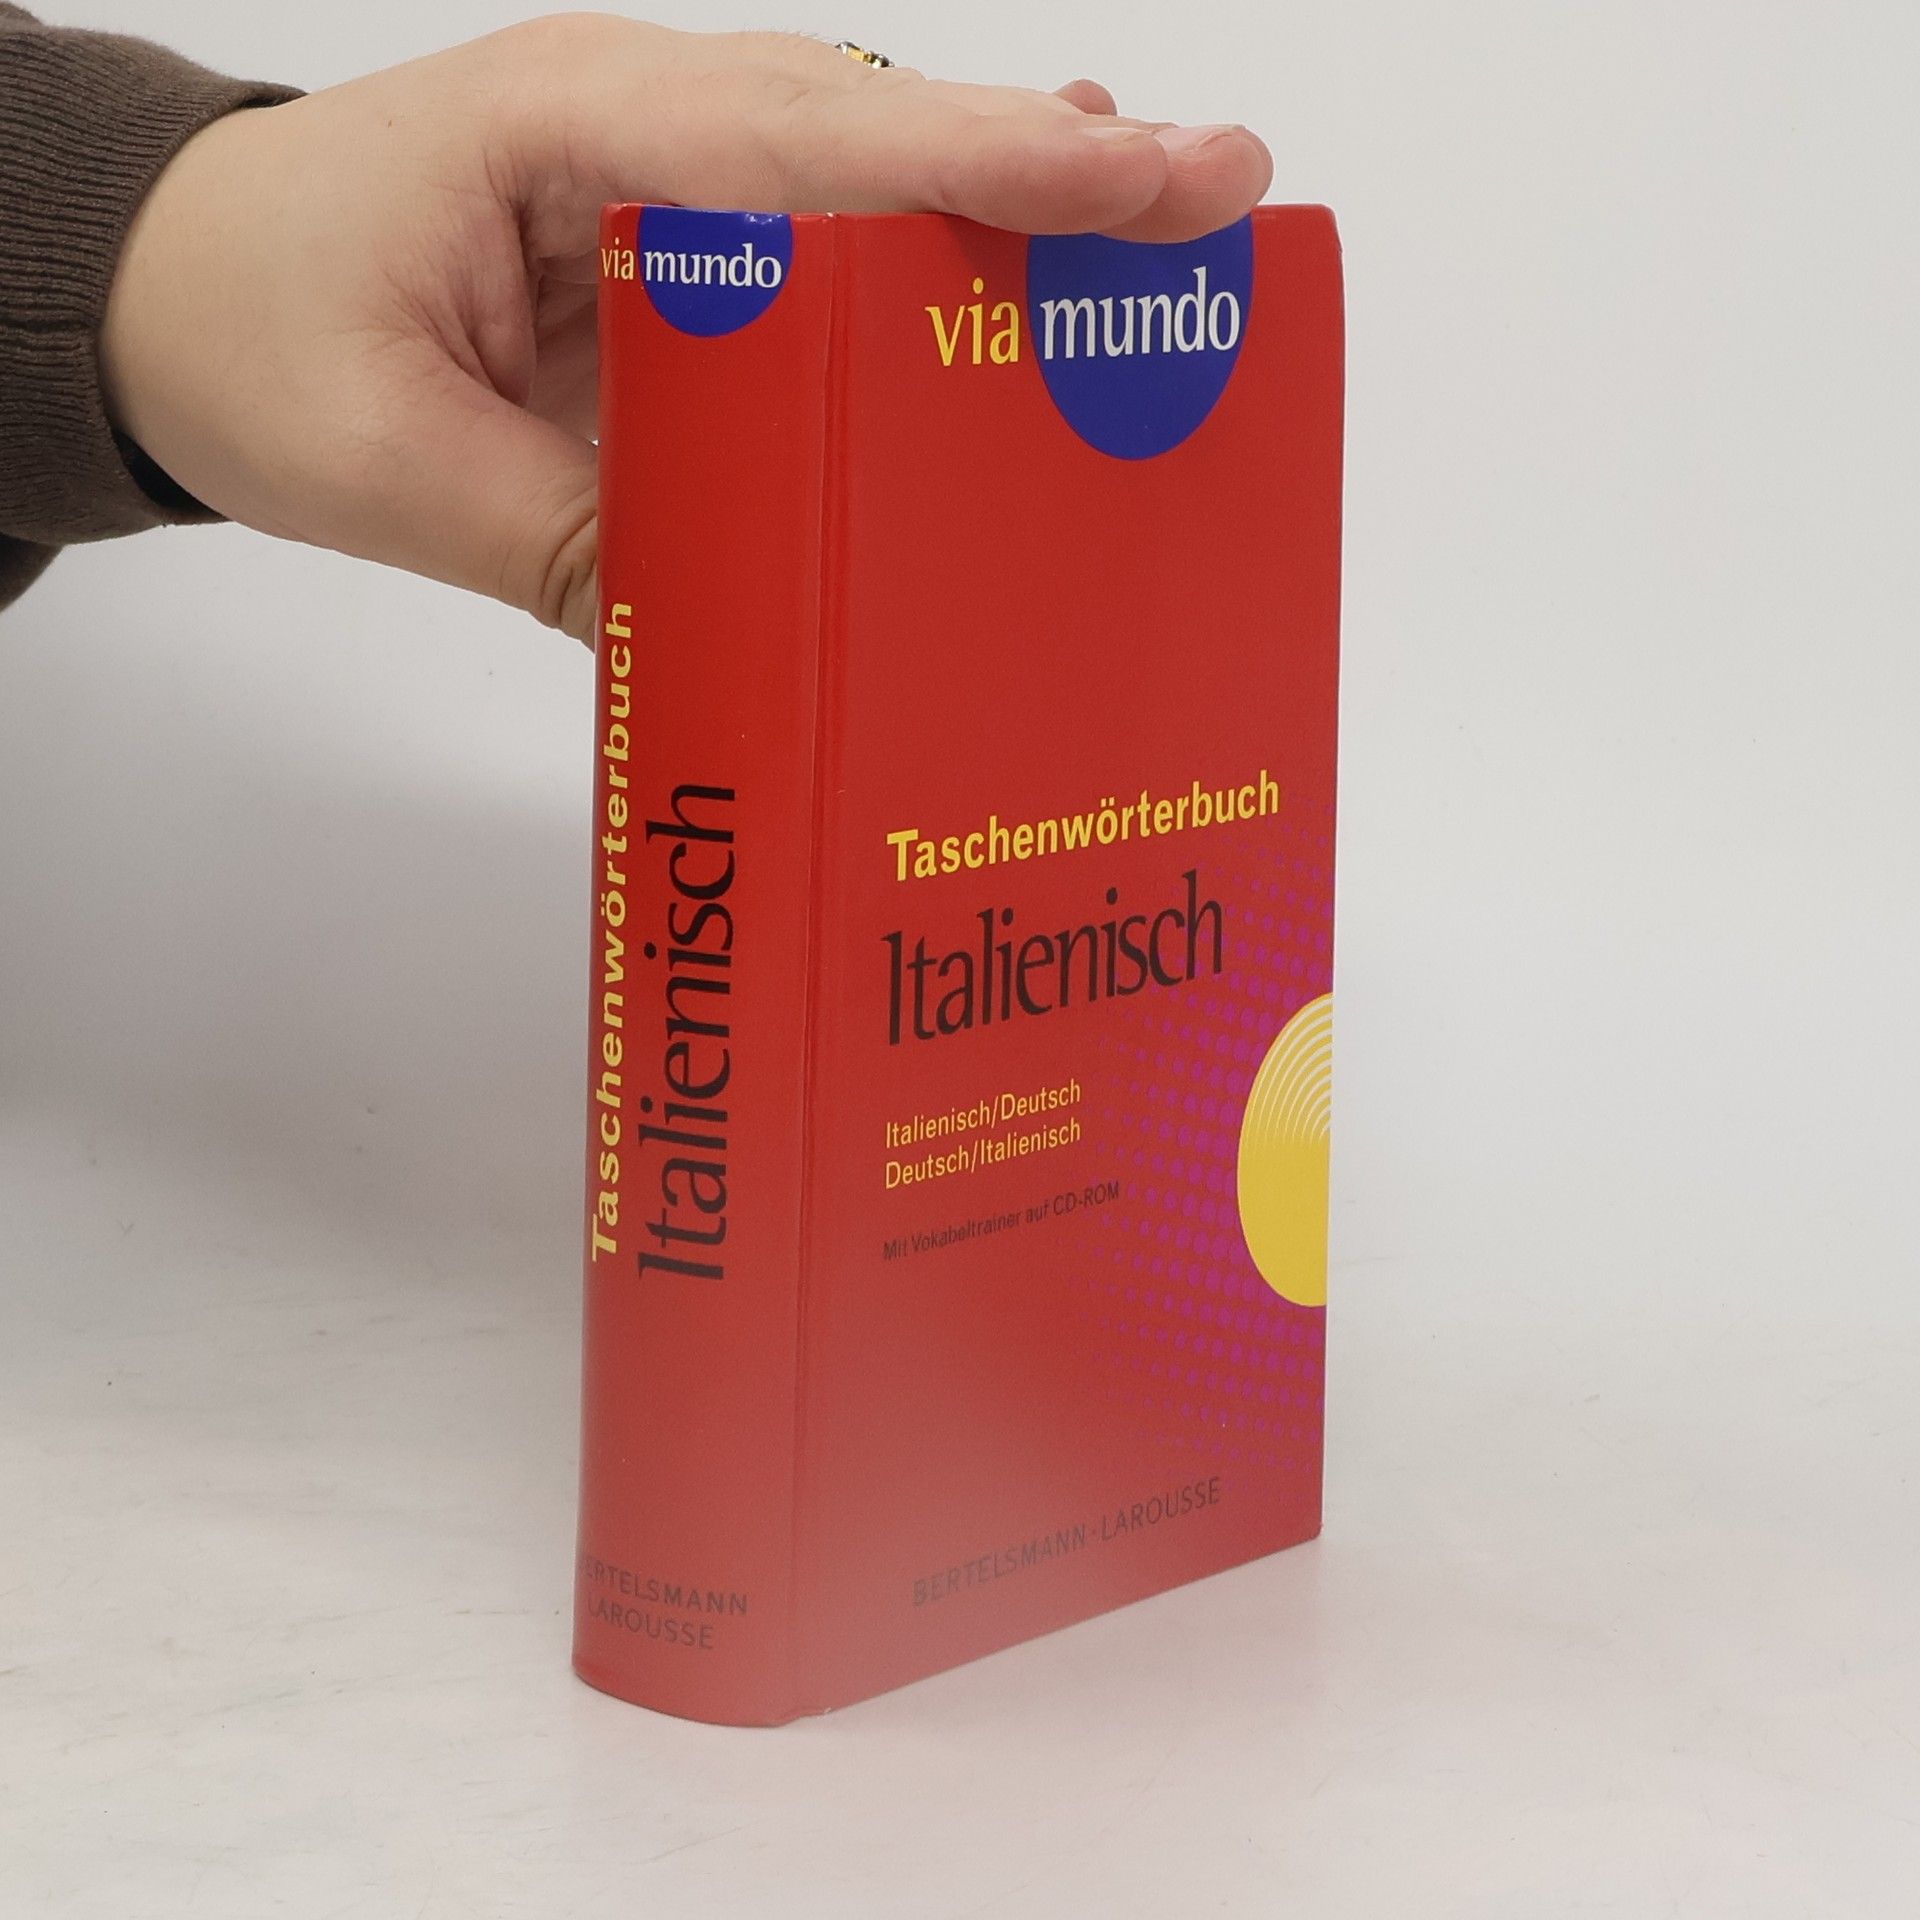 via mundo
Taschenwörterbuch
Italienisch
BERTELSMANN
LAROUSSE
via mundo
Taschenwörterbuch
Italienisch
Italienisch/Deutsch
Deutsch/Italienisch
Mit Vokabeltrainer auf CD-ROM
BERTELSMANN·LAROUSSE